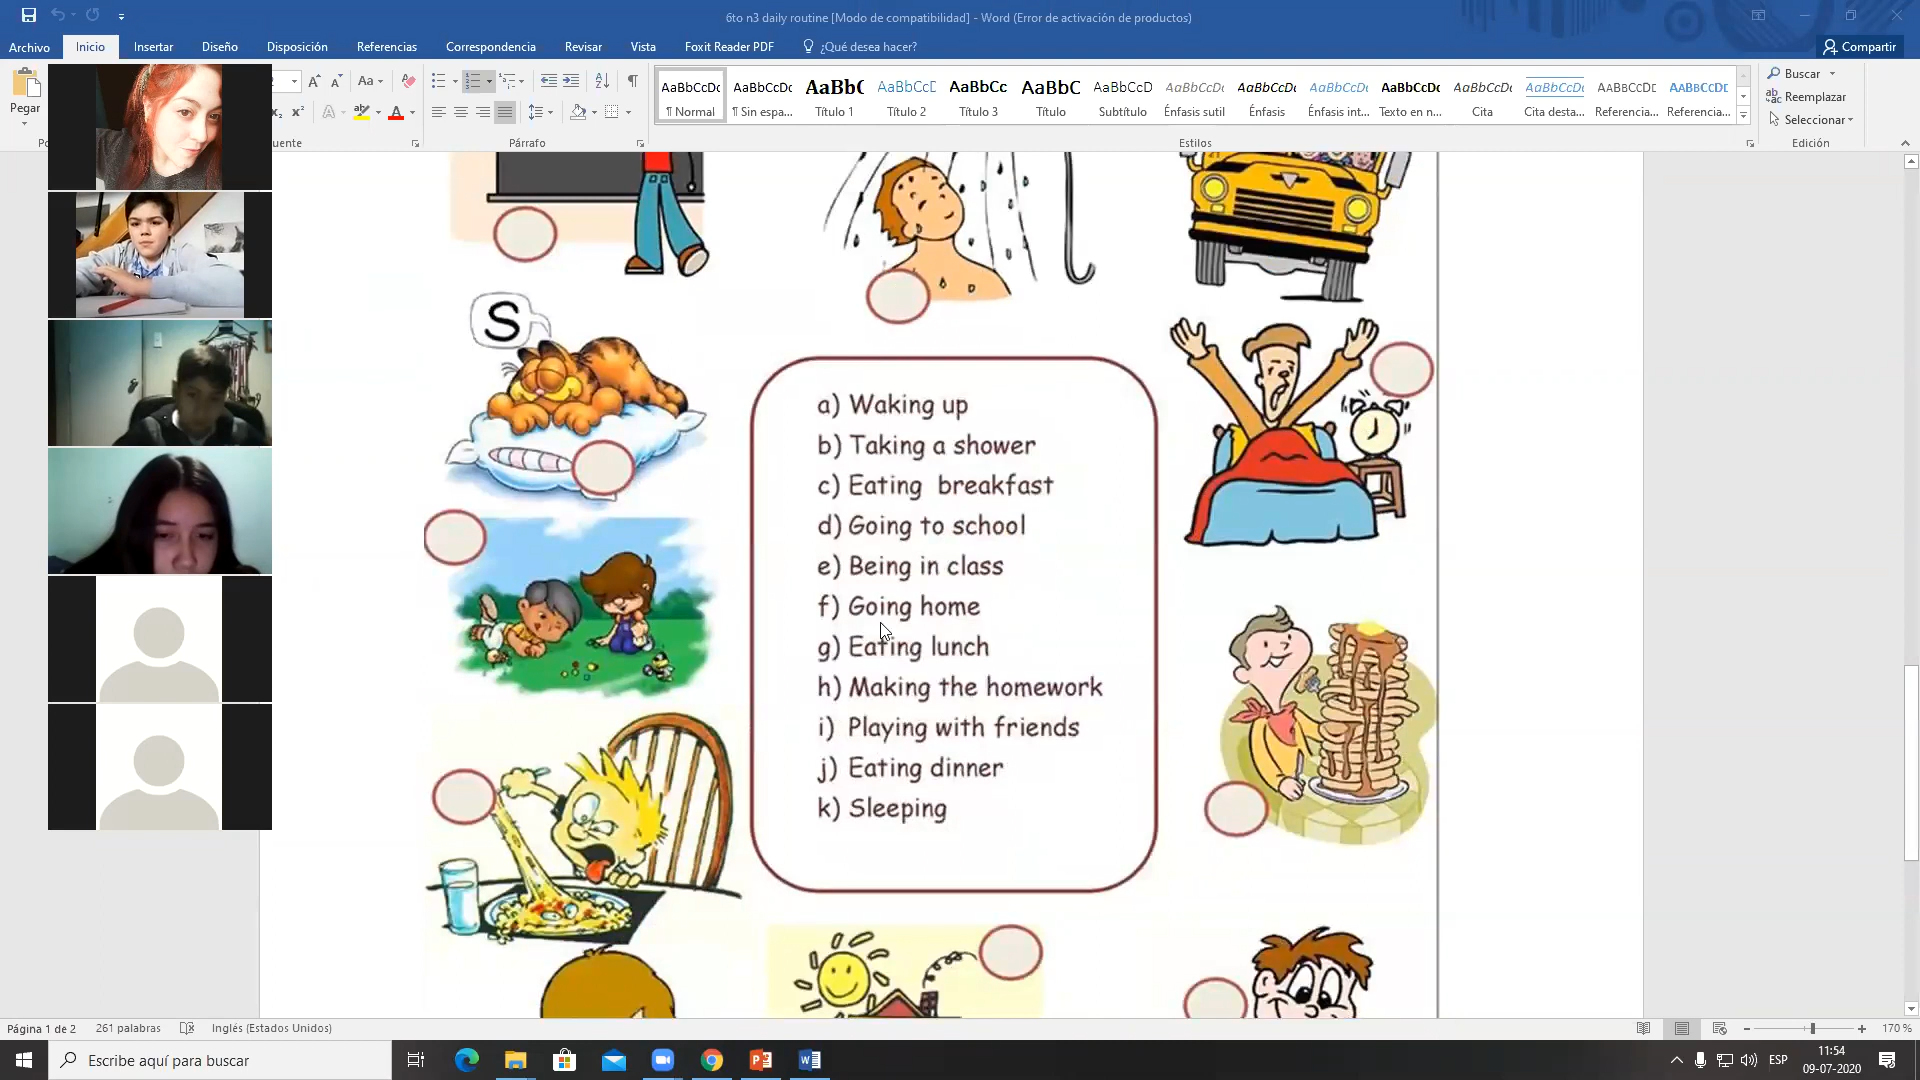 6to n3 daily routine [Modo de compatibilidad] - Word (Error de activación de productos)
Archivo Inicio Insertar Diseño Disposición Referencias Correspondencia Revisar Vista Foxit Reader PDF ¿Qué desea hacer? Compartir
Pegar
Aa
AaBbCcDc AaBbCcDc AaBbC AaBbCcD AaBbCc AaBbC AaBbCcD AaBbCcDc AaBbCcDc AaBbCcDc AaBbCcDc AaBbCcDc AaBbCcDc AABBCCDE AABBCCDE
¶ Normal ¶ Sin espa... Título 1 Título 2 Título 3 Título Subtítulo Énfasis sutil Énfasis Énfasis int... Texto en n... Cita Cita desta... Referencia... Referencia...
Buscar
Reemplazar
Seleccionar
Párrafo Estilos Edición
S
a) Waking up
b) Taking a shower
c) Eating breakfast
d) Going to school
e) Being in class
f) Going home
g) Eating lunch
h) Making the homework
i) Playing with friends
j) Eating dinner
k) Sleeping
Página 1 de 2 261 palabras Inglés (Estados Unidos) 170 %
Escribe aquí para buscar
ESP
11:54
09-07-2020